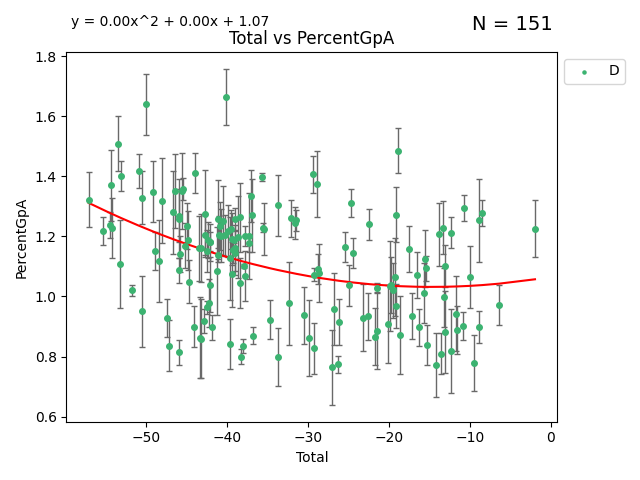 y = 0.00x^2 + 0.00x + 1.07
N = 151
Total vs PercentGpA
D
PercentGpA
1.8
1.6
1.4
1.2
1.0
0.8
0.6
−50
−40
−30
−20
−10
0
Total